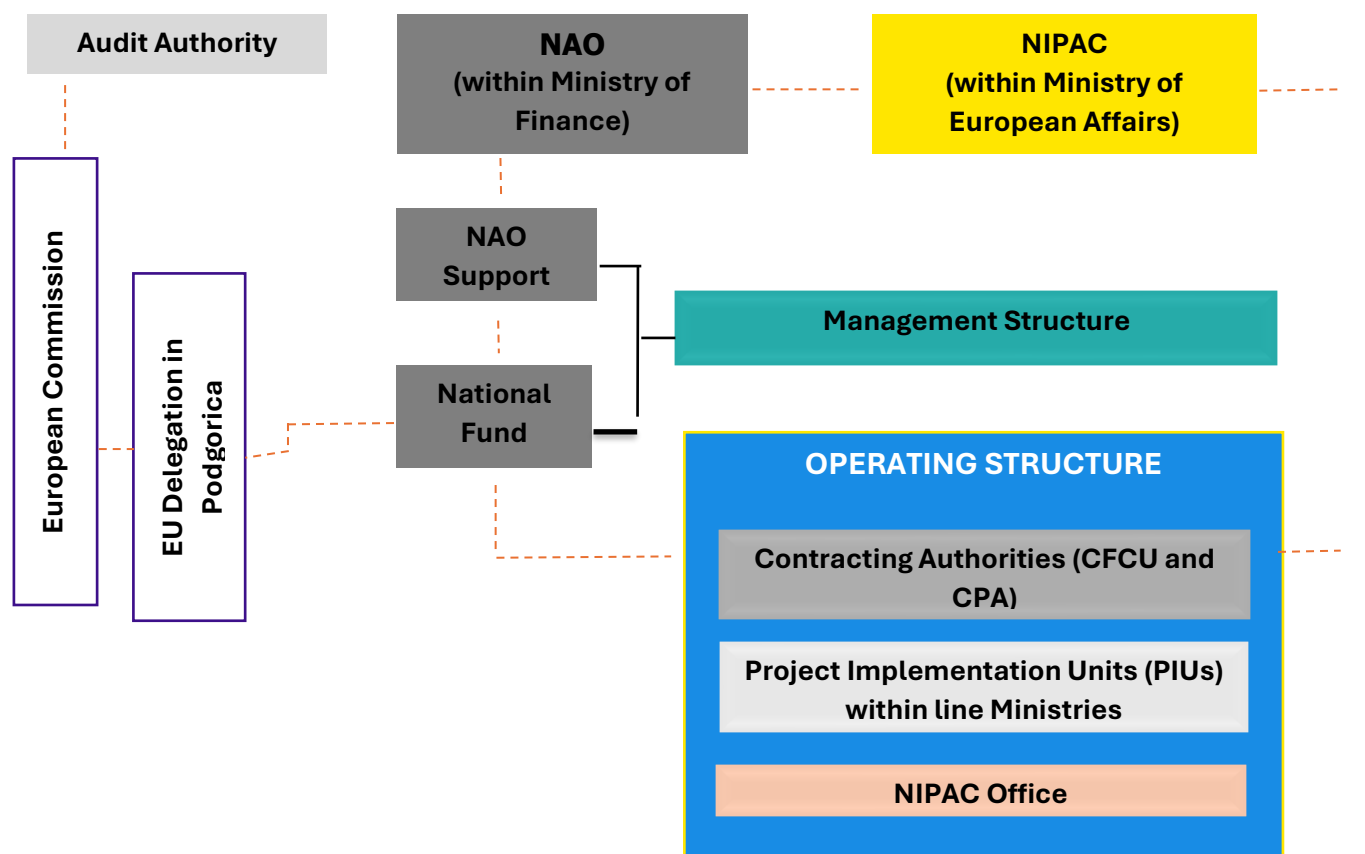 Audit Authority
NAO
(within Ministry of
Finance)
NIPAC
(within Ministry of
European Affairs)
European Commission
EU Delegation in
Podgorica
NAO
Support
National
Fund
Management Structure
OPERATING STRUCTURE
Contracting Authorities (CFCU and
CPA)
Project Implementation Units (PIUs)
within line Ministries
NIPAC Office